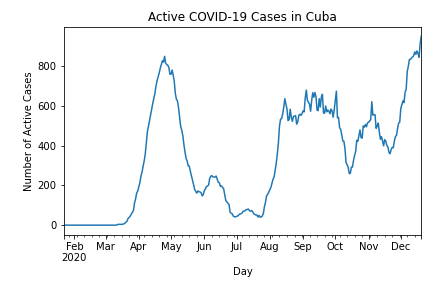 Active COVID-19 Cases in Cuba
Number of Active Cases
800
600
400
200
0
Feb Mar Apr May Jun Jul Aug Sep Oct Nov Dec
2020
Day